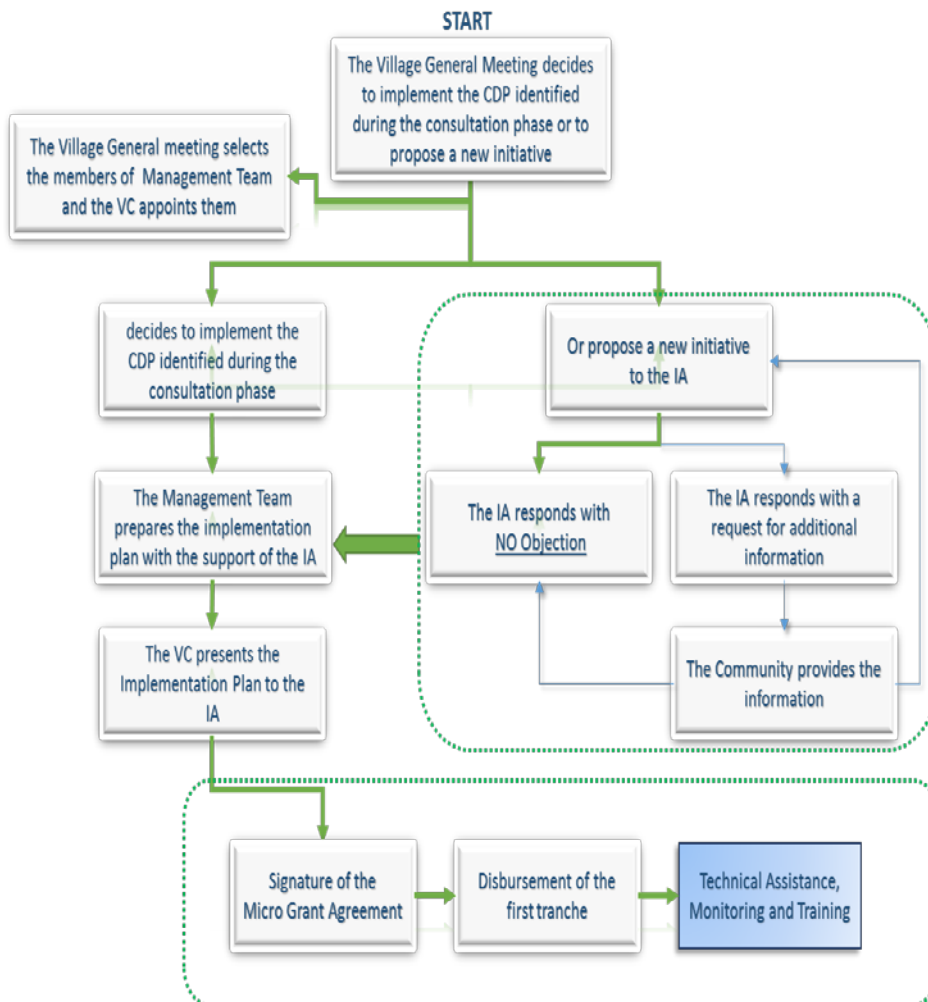 START
The Village General Meeting decides
to implement the CDP identified
during the consultation phase or to
propose a new initiative
The Village General meeting selects
the members of Management Team
and the VC appoints them
decides to implement the
CDP identified during the
consultation phase
Or propose a new initiative
to the IA
The Management Team
prepares the implementation
plan with the support of the IA
The IA responds with
NO Objection
The IA responds with a
request for additional
information
The VC presents the
Implementation Plan to the
IA
The Community provides the
information
Signature of the
Micro Grant Agreement
Disbursement of the
first tranche
Technical Assistance,
Monitoring and Training